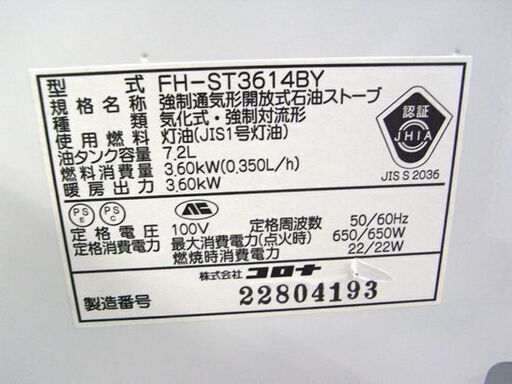 型式 FH-ST3614BY
規格名称 強制通気形開放式石油ストーブ
種類 気化式・強制対流形
使用燃料 灯油(JIS1号灯油)
油タンク容量 7.2L
燃料消費量 3.60kW(0.350L/h)
暖房出力 3.60kW
認証
JHIA
JIS S 2036
PS E
PS C
定格電圧 100V
定格周波数 50/60Hz
定格消費電力 最大消費電力(点火時) 650/650W
燃焼時消費電力 22/22W
株式会社コロナ
製造番号 22804193